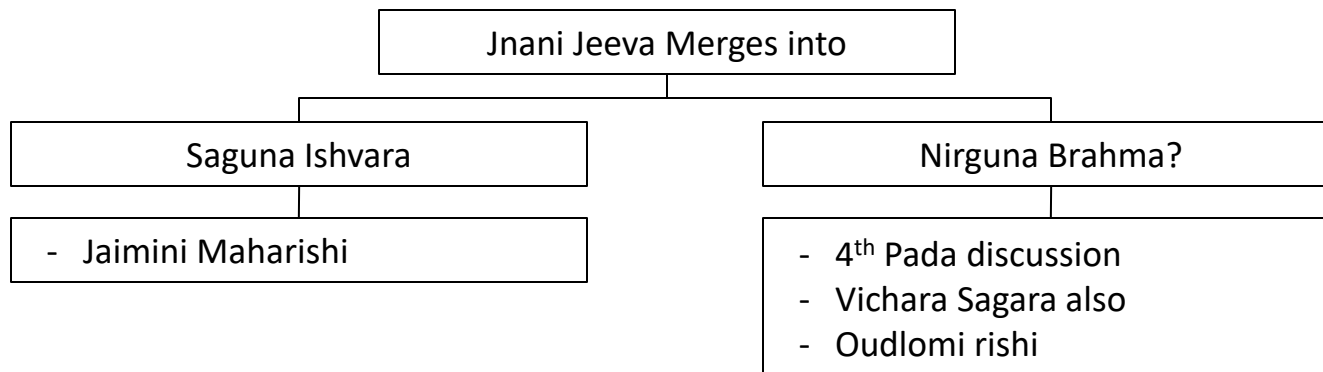 Jnani Jeeva Merges into
Saguna Ishvara
Nirguna Brahma?
- Jaimini Maharishi
- 4th Pada discussion
- Vichara Sagara also
- Oudlomi rishi